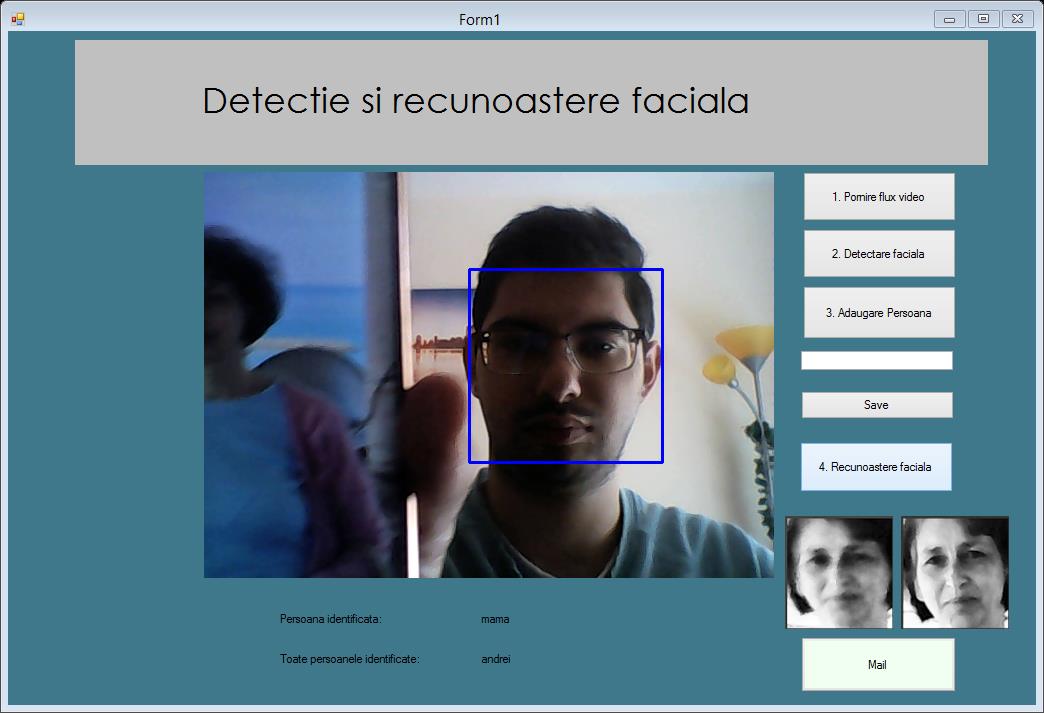 Form1
Detectie si recunoastere faciala
1. Pornire flux video
2. Detectare faciala
3. Adaugare Persoana
Save
4. Recunoastere faciala
Persoana identificata: mama
Toate persoanele identificate: andrei
Mail